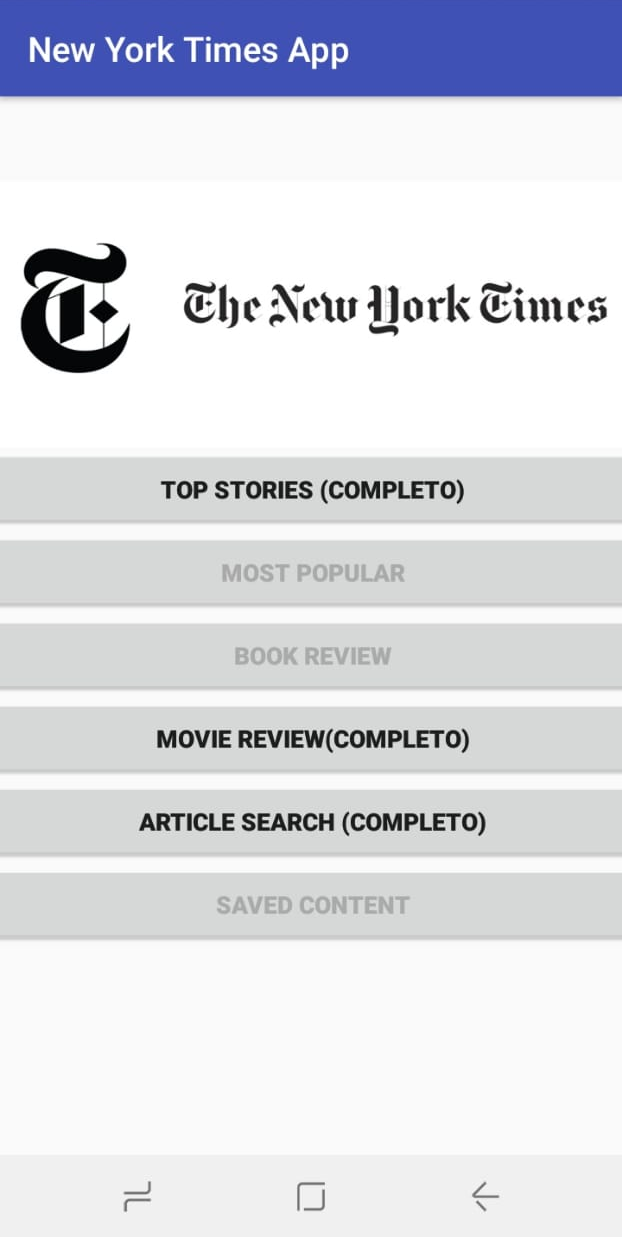 New York Times App
T
The New York Times
TOP STORIES (COMPLETO)
MOST POPULAR
BOOK REVIEW
MOVIE REVIEW(COMPLETO)
ARTICLE SEARCH (COMPLETO)
SAVED CONTENT